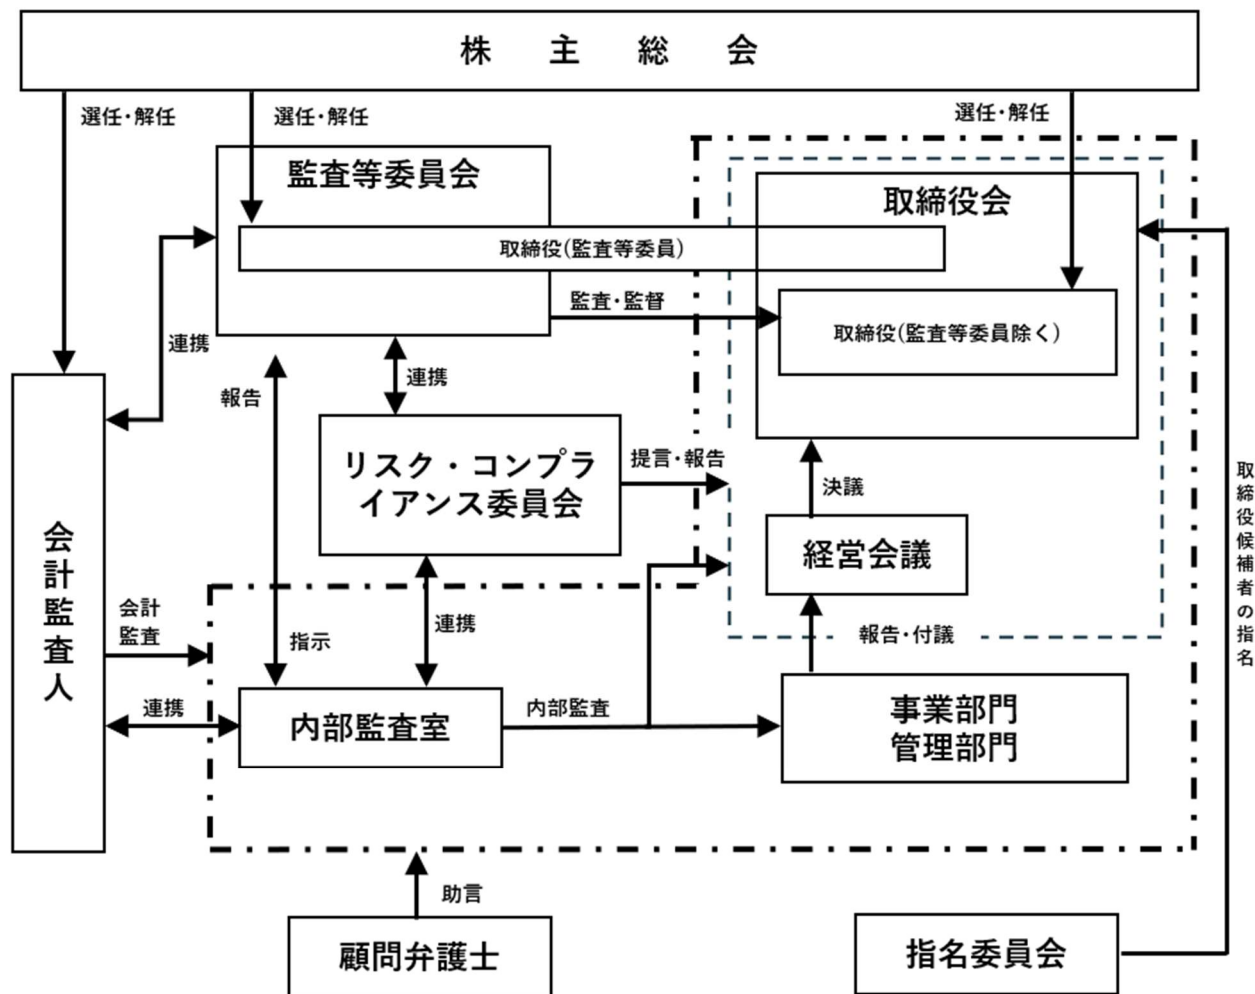 株主総会
選任・解任
選任・解任
選任・解任
監査等委員会
取締役会
取締役(監査等委員)
監査・監督
取締役(監査等委員除く)
連携
連携
報告
リスク・コンプラ
イアンス委員会
提言・報告
決議
経営会議
取締役候補者の指名
会計監査人
会計
監査
指示
連携
報告・付議
連携
内部監査室
内部監査
事業部門
管理部門
助言
顧問弁護士
指名委員会